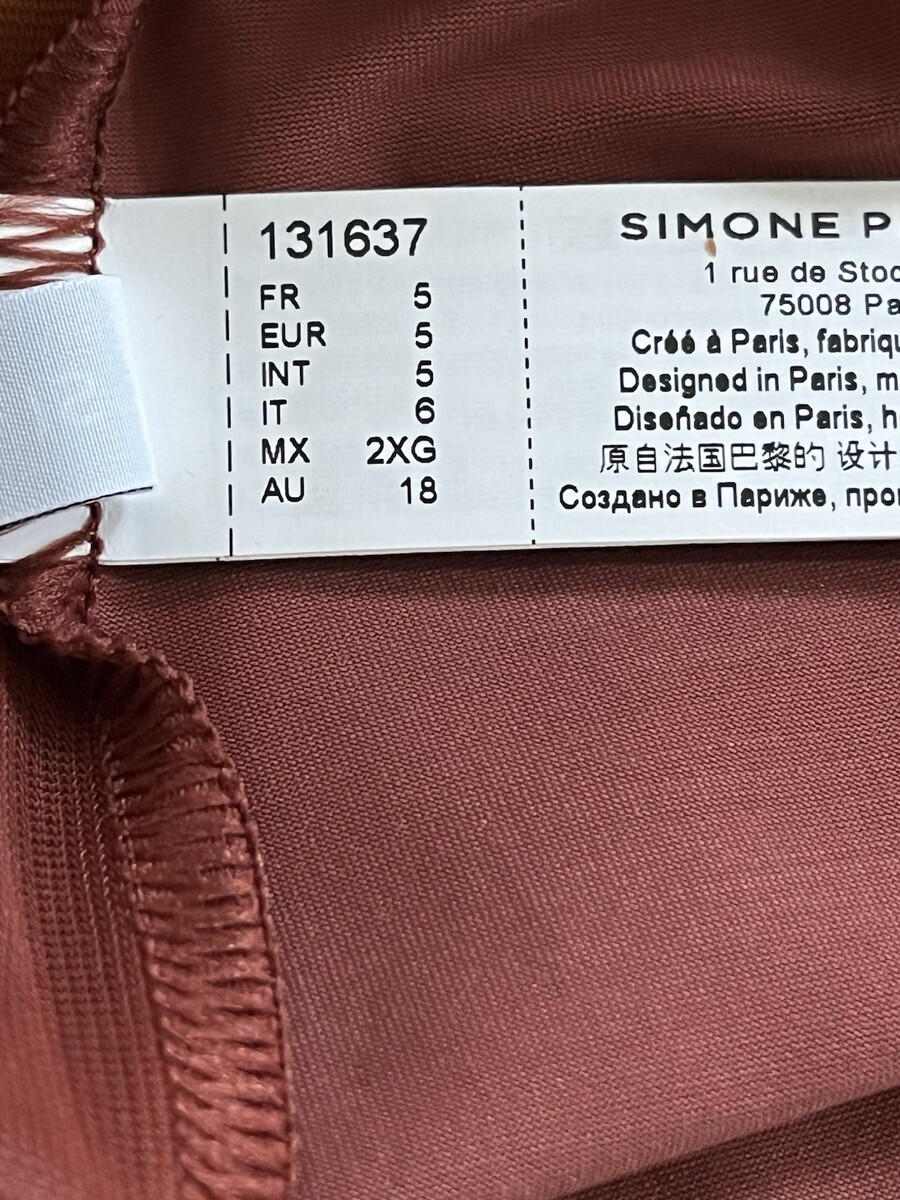 131637
FR 5
EUR 5
INT 5
IT 6
MX 2XG
AU 18
SIMONE P
1 rue de Stoc
75008 Pa
Créé à Paris, fabriqu
Designed in Paris, m
Diseñado en Paris, h
原自法国巴黎的 设计
Создано в Париже, прои